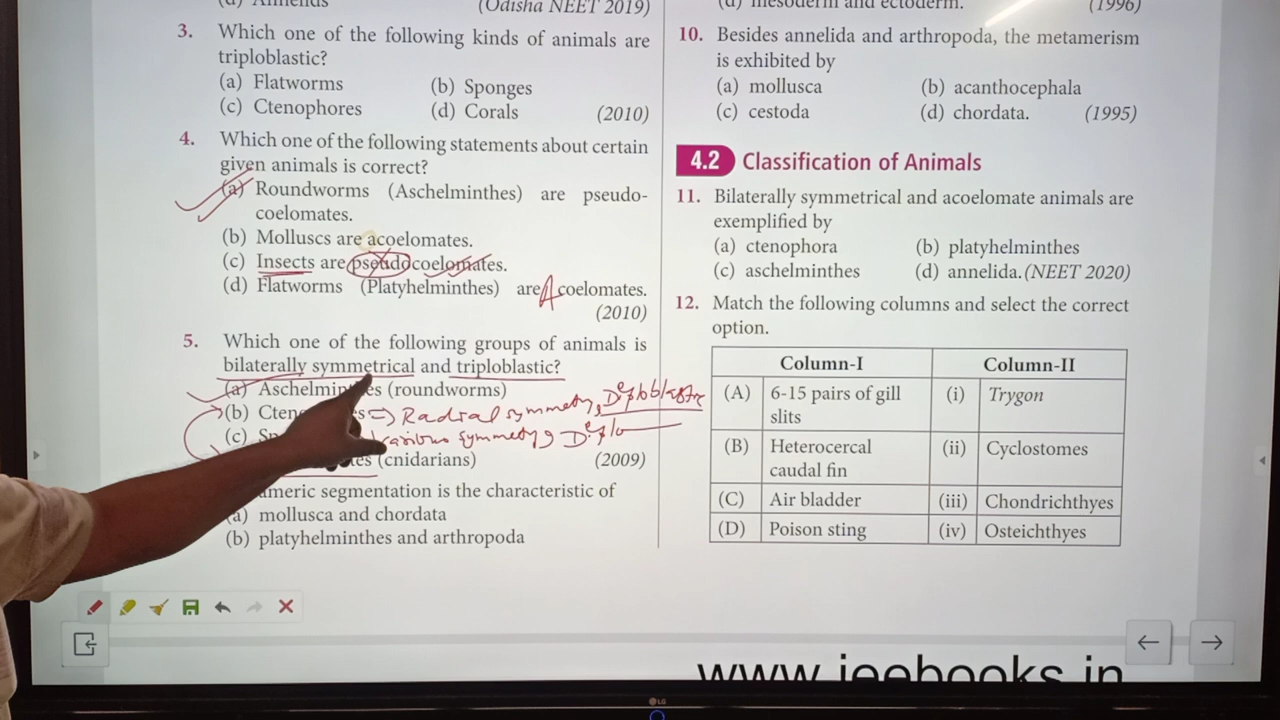 (Odisha NEET 2019)
3. Which one of the following kinds of animals are
triploblastic?
(a) Flatworms (b) Sponges
(c) Ctenophores (d) Corals (2010)
4. Which one of the following statements about certain
given animals is correct?
(a) Roundworms (Aschelminthes) are pseudo-
coelomates.
(b) Molluscs are acoelomates.
(c) Insects are pseudocoelomates.
(d) Flatworms (Platyhelminthes) are A coelomates.
(2010)
5. Which one of the following groups of animals is
bilaterally symmetrical and triploblastic?
(a) Aschelminthes (roundworms)
(b) Radial symmetry,
(c) symmetry,
(cnidarians) (2009)
segmentation is the characteristic of
(a) mollusca and chordata
(b) platyhelminthes and arthropoda
(d) mesoderm and ectoderm. (1996)
10. Besides annelida and arthropoda, the metamerism
is exhibited by
(a) mollusca (b) acanthocephala
(c) cestoda (d) chordata. (1995)
4.2 Classification of Animals
11. Bilaterally symmetrical and acoelomate animals are
exemplified by
(a) ctenophora (b) platyhelminthes
(c) aschelminthes (d) annelida. (NEET 2020)
12. Match the following columns and select the correct
option.
Column-I Column-II
(A) 6-15 pairs of gill (i) Trygon
slits
(B) Heterocercal (ii) Cyclostomes
caudal fin
(C) Air bladder (iii) Chondrichthyes
(D) Poison sting (iv) Osteichthyes
www.jeebooks.in
LG